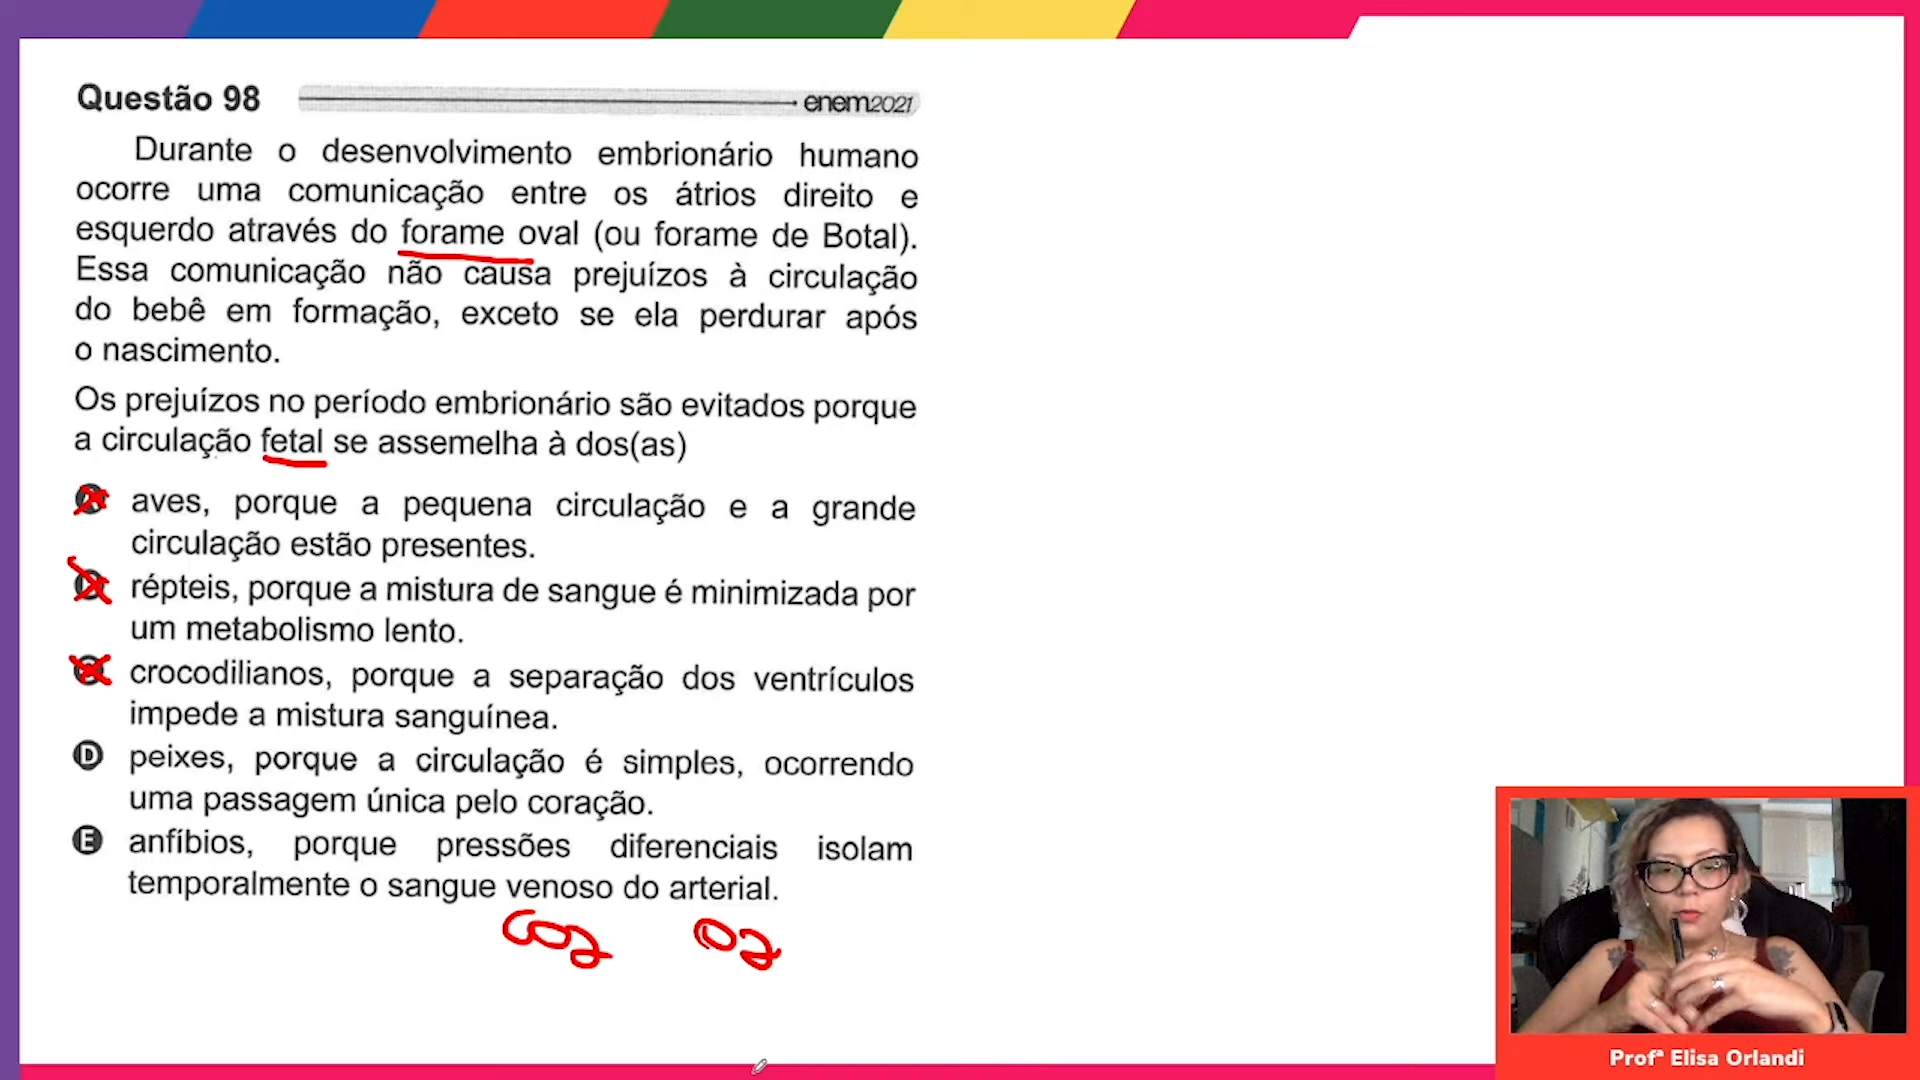 Questão 98
enem2021
Durante o desenvolvimento embrionário humano
ocorre uma comunicação entre os átrios direito e
esquerdo através do forame oval (ou forame de Botal).
Essa comunicação não causa prejuízos à circulação
do bebê em formação, exceto se ela perdurar após
o nascimento.
Os prejuízos no período embrionário são evitados porque
a circulação fetal se assemelha à dos(as)
aves, porque a pequena circulação e a grande
circulação estão presentes.
répteis, porque a mistura de sangue é minimizada por
um metabolismo lento.
crocodilianos, porque a separação dos ventrículos
impede a mistura sanguínea.
D peixes, porque a circulação é simples, ocorrendo
uma passagem única pelo coração.
E anfíbios, porque pressões diferenciais isolam
temporalmente o sangue venoso do arterial.
CO2 O2
Profª Elisa Orlandi